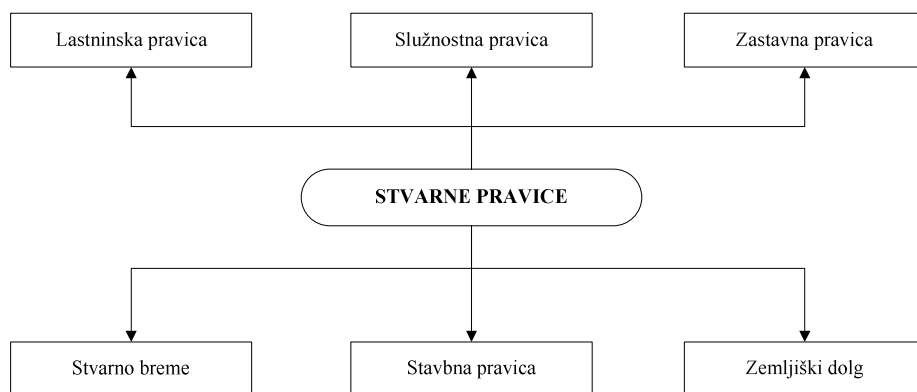 Lastninska pravica
Služnostna pravica
Zastavna pravica
STVARNE PRAVICE
Stvarno breme
Stavbna pravica
Zemljiški dolg